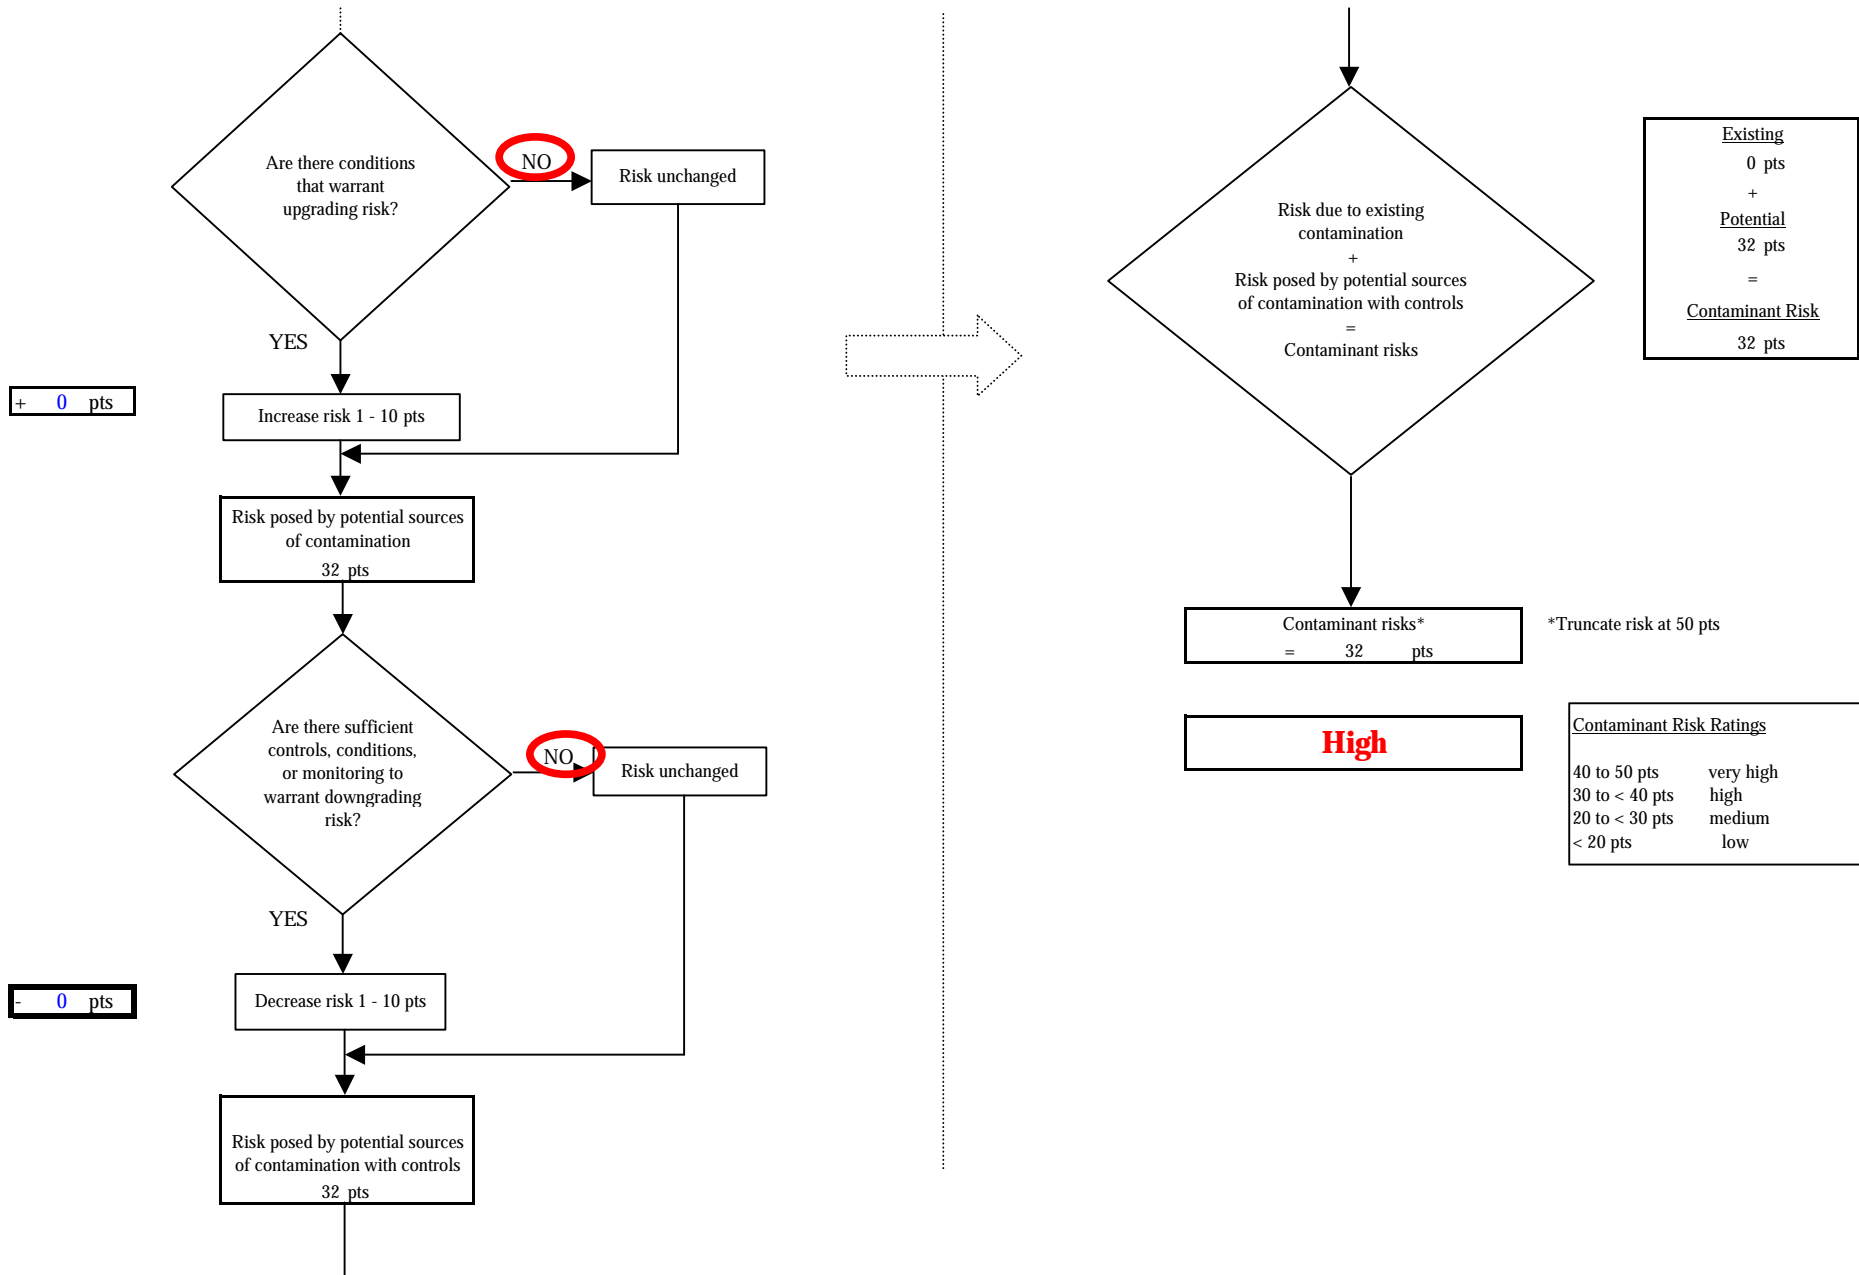 Are there conditions
that warrant
upgrading risk?
NO
Risk unchanged
YES
+ 0 pts
Increase risk 1 - 10 pts
Risk posed by potential sources
of contamination
32 pts
Are there sufficient
controls, conditions,
or monitoring to
warrant downgrading
risk?
NO
Risk unchanged
YES
- 0 pts
Decrease risk 1 - 10 pts
Risk posed by potential sources
of contamination with controls
32 pts
Risk due to existing
contamination
+
Risk posed by potential sources
of contamination with controls
=
Contaminant risks
Existing
0 pts
+
Potential
32 pts
=
Contaminant Risk
32 pts
Contaminant risks*
= 32 pts
*Truncate risk at 50 pts
High
Contaminant Risk Ratings
40 to 50 pts very high
30 to < 40 pts high
20 to < 30 pts medium
< 20 pts low